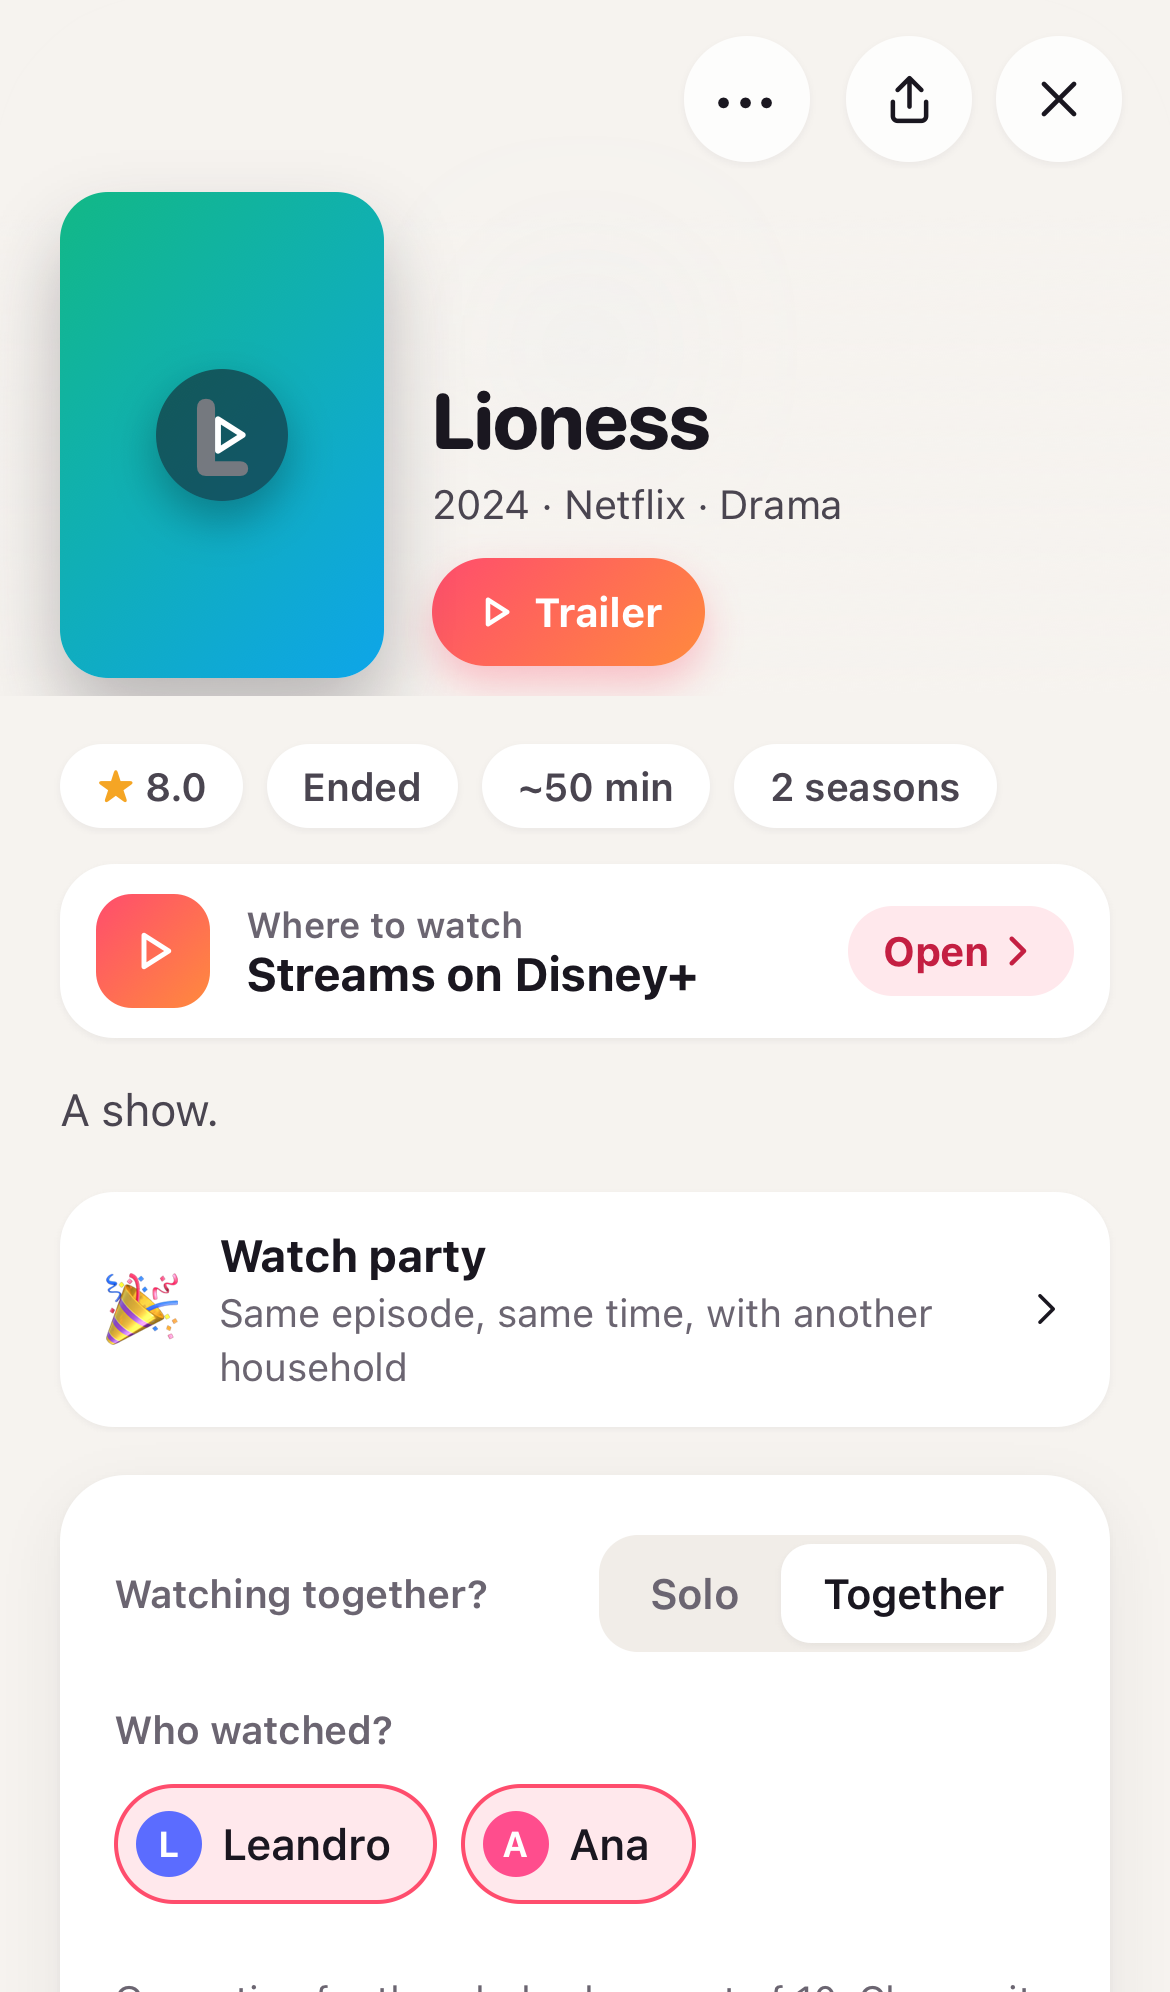 L
Lioness
2024 · Netflix · Drama
Trailer
8.0
Ended
~50 min
2 seasons
Where to watch
Streams on Disney+
Open
A show.
Watch party
Same episode, same time, with another
household
Watching together?
Solo
Together
Who watched?
L Leandro
A Ana